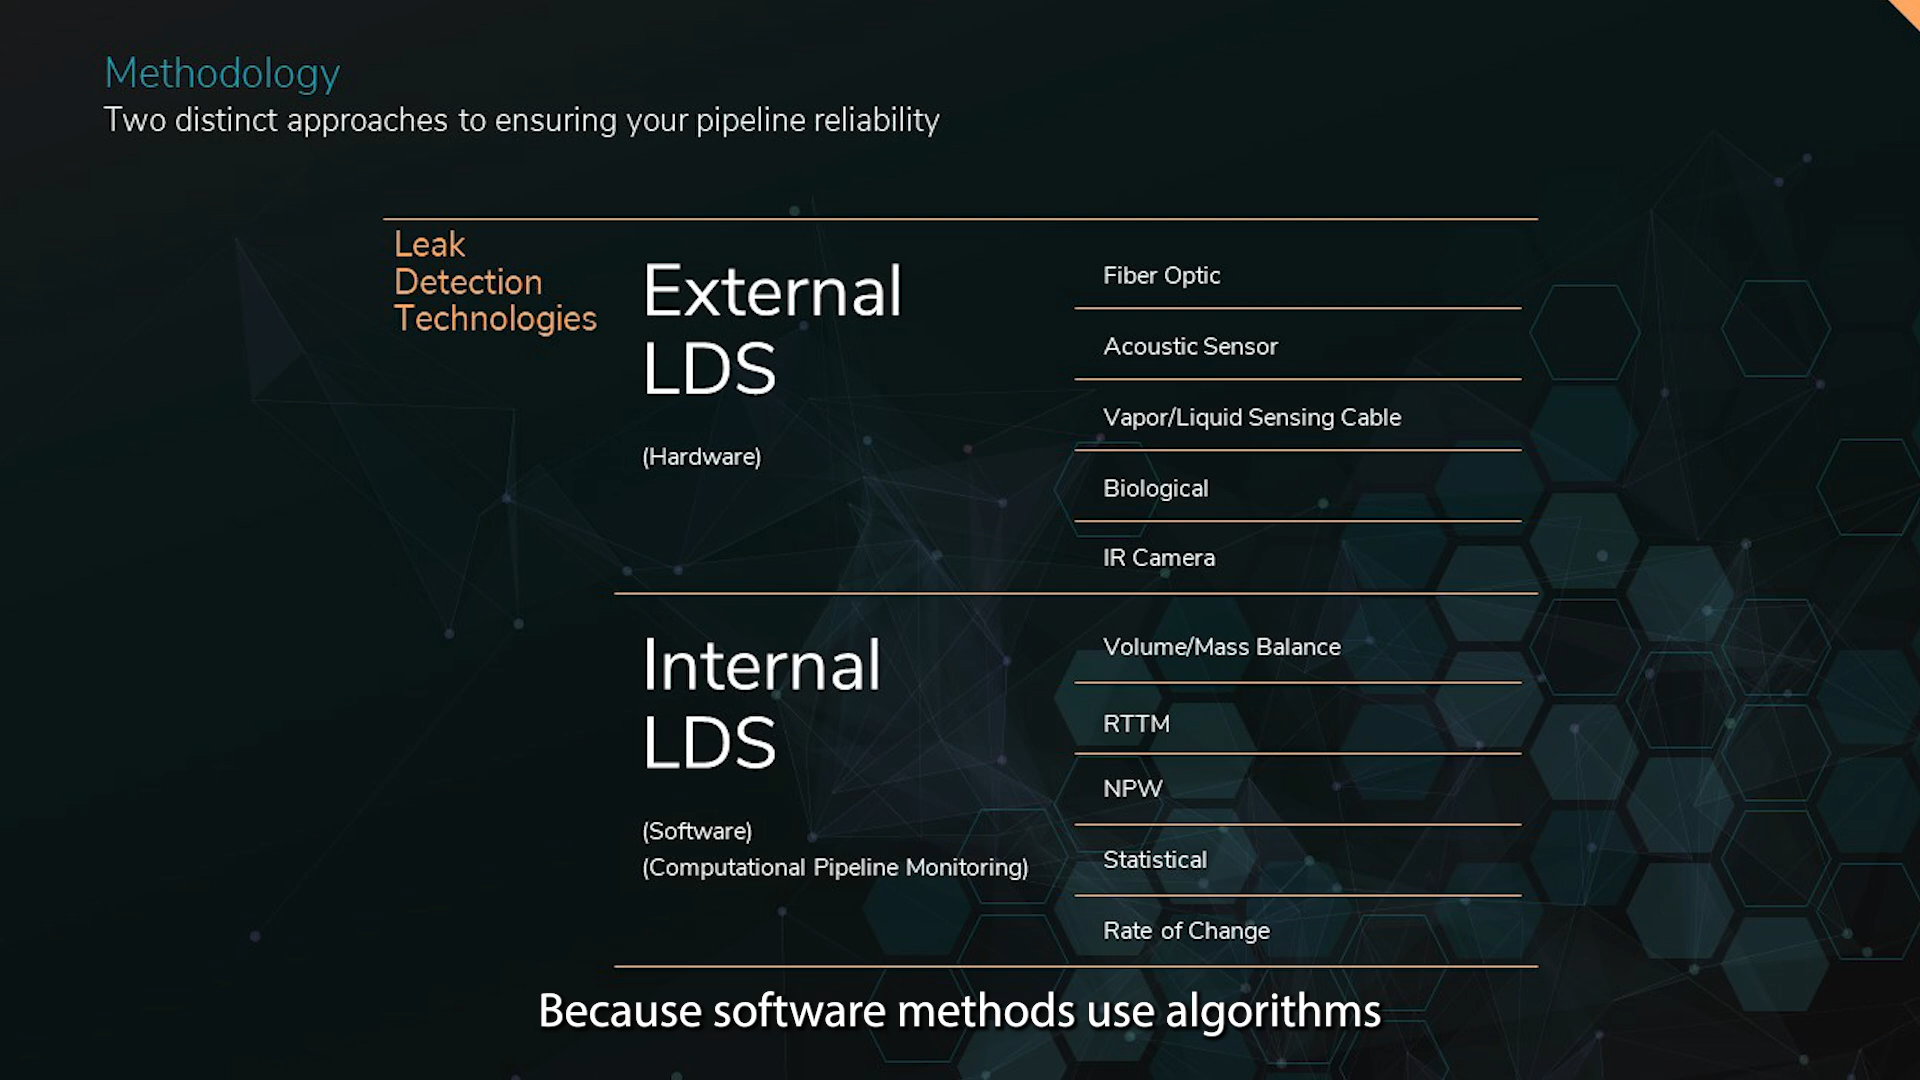 Methodology
Two distinct approaches to ensuring your pipeline reliability
Leak
Detection
Technologies
External
LDS
(Hardware)
Fiber Optic
Acoustic Sensor
Vapor/Liquid Sensing Cable
Biological
IR Camera
Internal
LDS
(Software)
(Computational Pipeline Monitoring)
Volume/Mass Balance
RTTM
NPW
Statistical
Rate of Change
Because software methods use algorithms